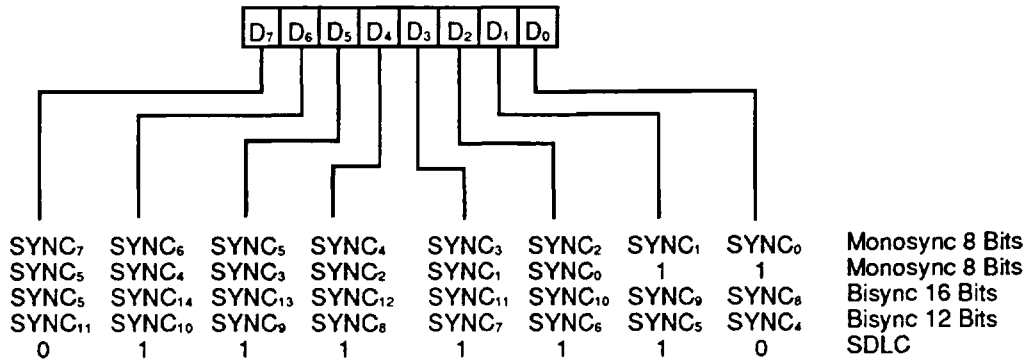 D₇ D₆ D₅ D₄ D₃ D₂ D₁ D₀
SYNC₇ SYNC₆ SYNC₅ SYNC₄ SYNC₃ SYNC₂ SYNC₁ SYNC₀ Monosync 8 Bits
SYNC₅ SYNC₄ SYNC₃ SYNC₂ SYNC₁ SYNC₀ 1 1 Monosync 8 Bits
SYNC₅ SYNC₁₄ SYNC₁₃ SYNC₁₂ SYNC₁₁ SYNC₁₀ SYNC₉ SYNC₈ Bisync 16 Bits
SYNC₁₁ SYNC₁₀ SYNC₉ SYNC₈ SYNC₇ SYNC₆ SYNC₅ SYNC₄ Bisync 12 Bits
0 1 1 1 1 1 1 0 SDLC